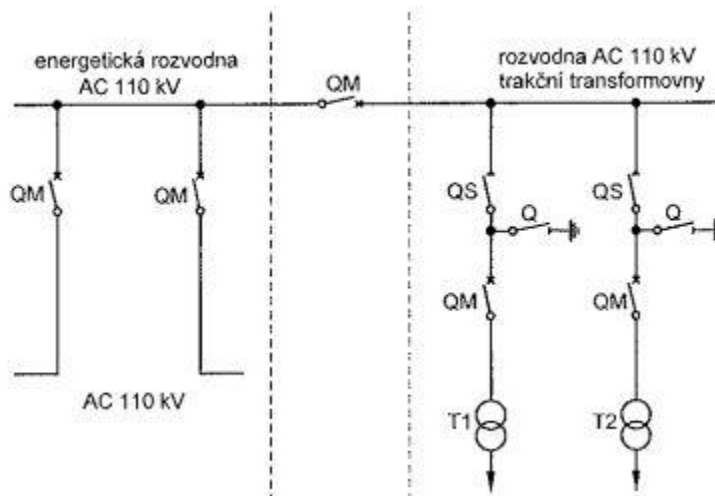 energetická rozvodna
AC 110 kV
QM
rozvodna AC 110 kV
trakční transformovny
QM
QM
QS
Q
QS
Q
QM
QM
T1
T2
AC 110 kV